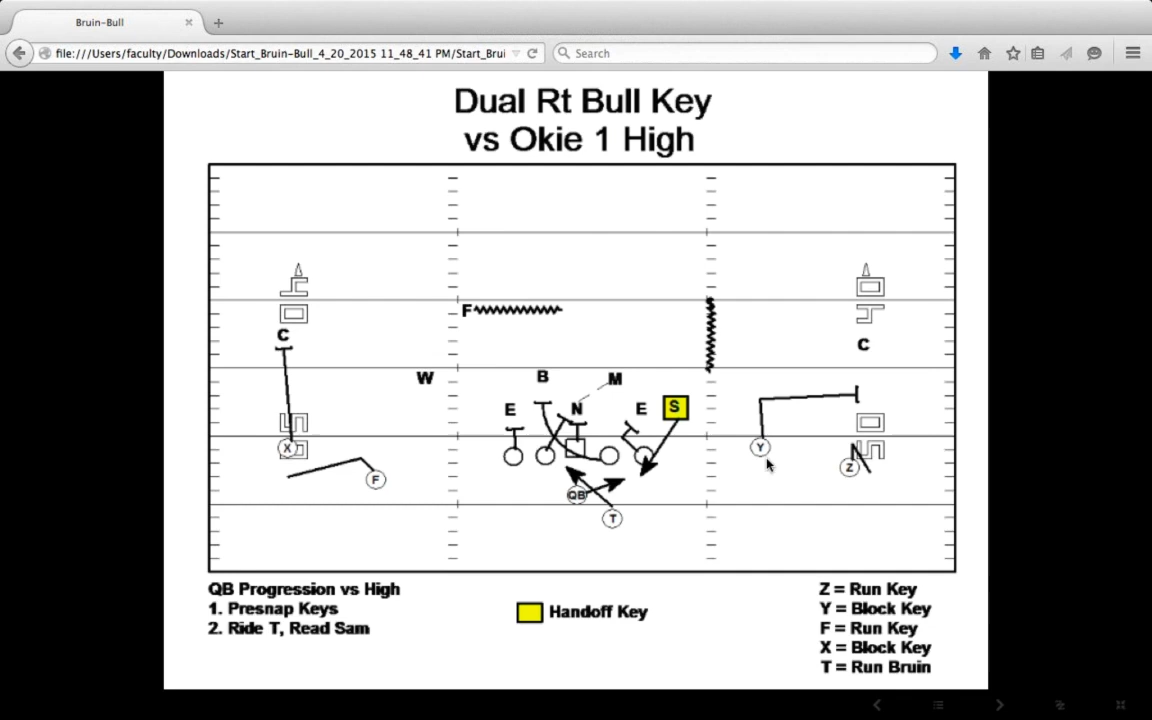 Bruin-Bull
file:///Users/faculty/Downloads/Start_Bruin-Bull_4_20_2015 11_48_41 PM/Start_Brui
Search
Dual Rt Bull Key
vs Okie 1 High
F
C
C
W
B
M
E
N
E
S
X
Y
F
Z
QB
T
QB Progression vs High
1. Presnap Keys
2. Ride T, Read Sam
Handoff Key
Z = Run Key
Y = Block Key
F = Run Key
X = Block Key
T = Run Bruin